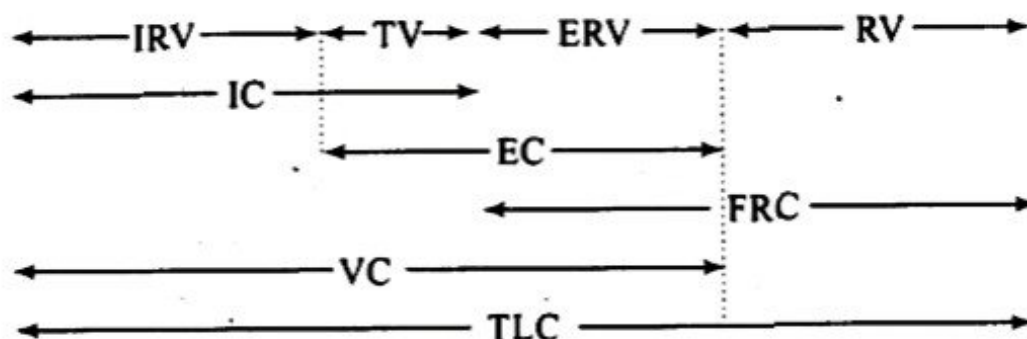 IRV TV ERV RV
IC
EC
FRC
VC
TLC